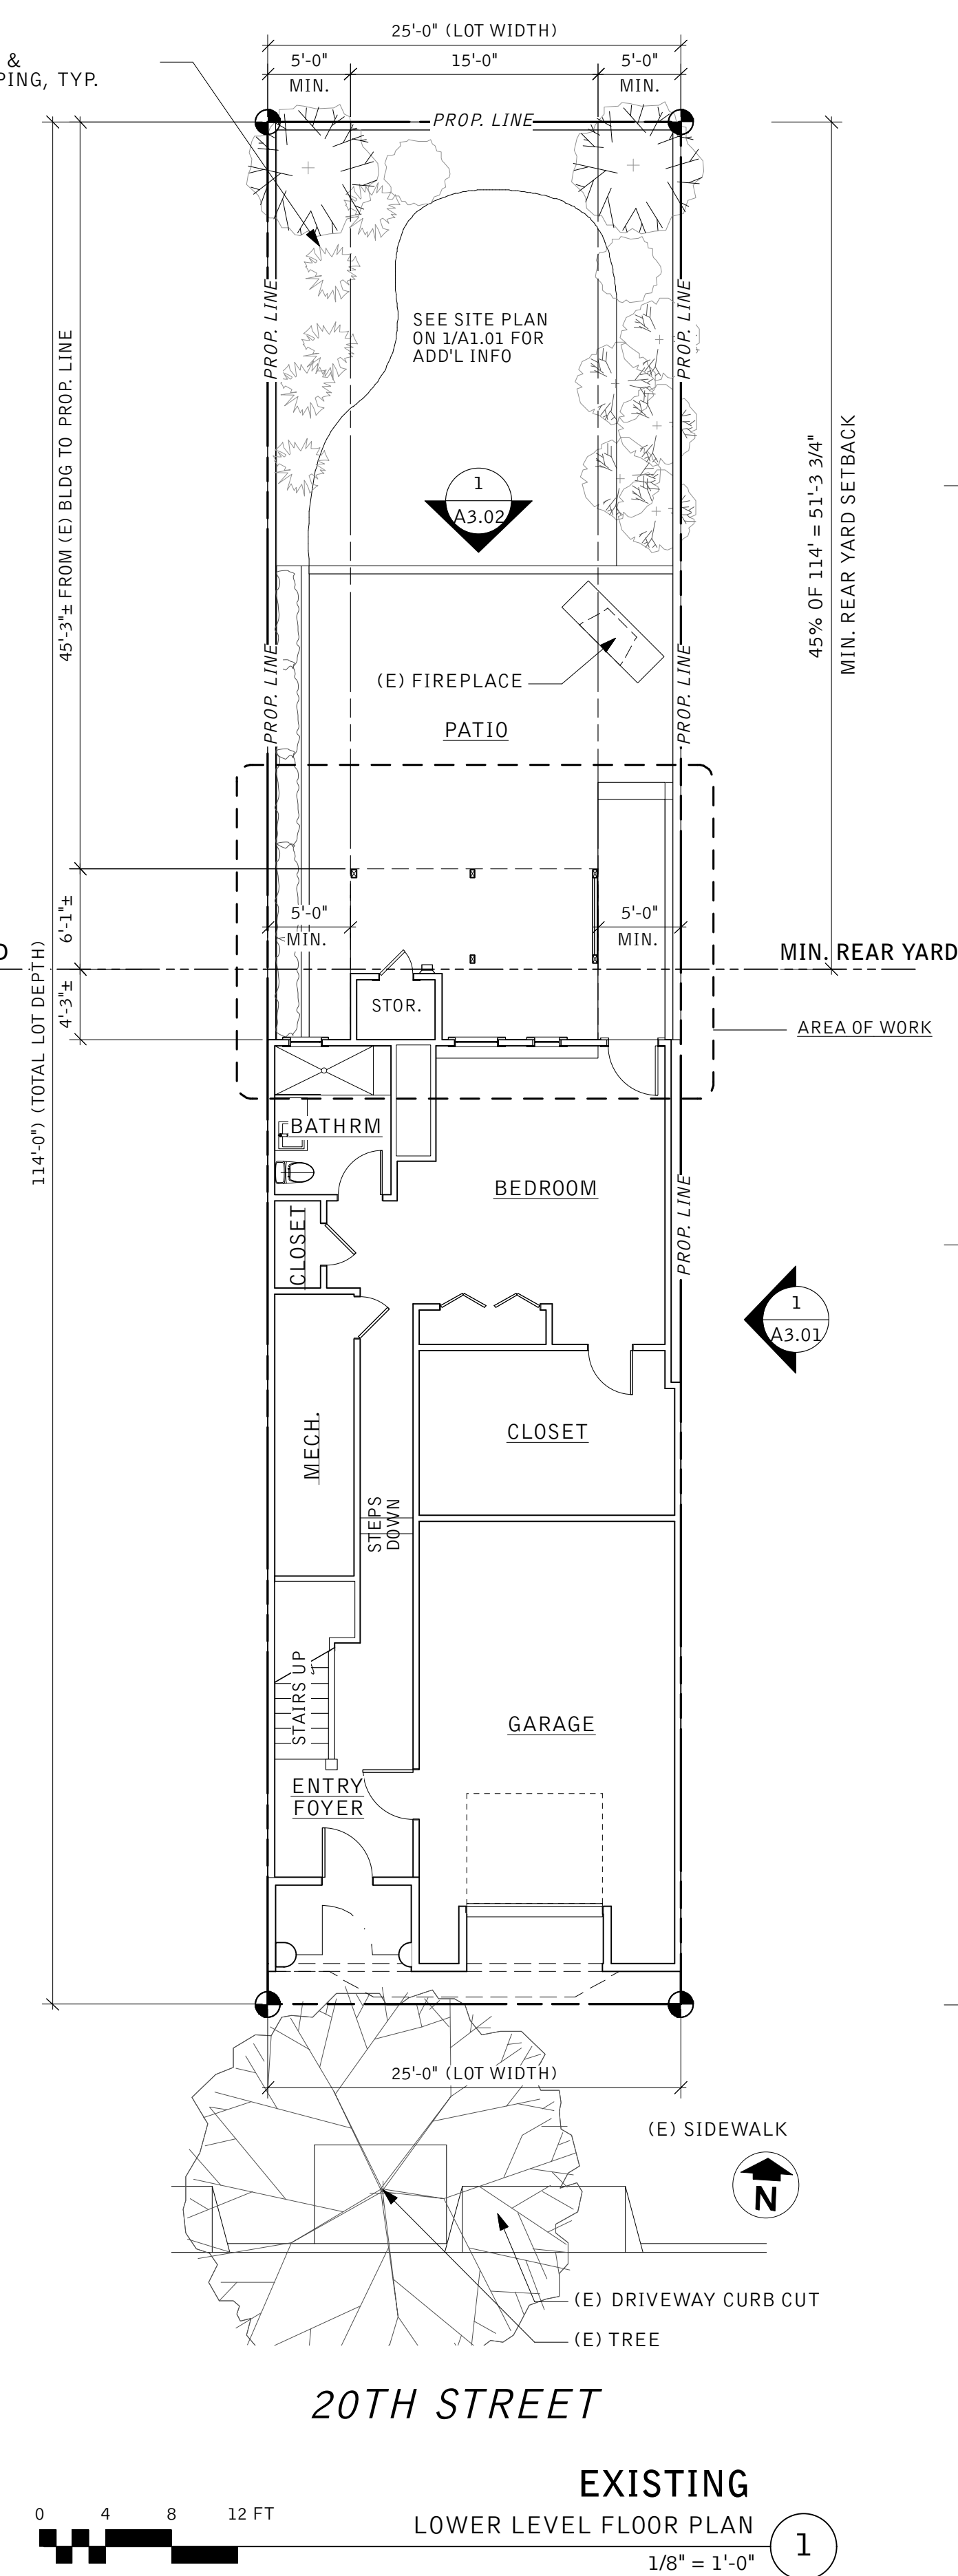 25'-0" (LOT WIDTH)
&
PING, TYP.
5'-0"
MIN.
15'-0"
5'-0"
MIN.
PROP. LINE
PROP. LINE
PROP. LINE
SEE SITE PLAN
ON 1/A1.01 FOR
ADD'L INFO
45'-3"± FROM (E) BLDG TO PROP. LINE
45% OF 114' = 51'-3 3/4"
MIN. REAR YARD SETBACK
1
A3.02
(E) FIREPLACE
PROP. LINE
PROP. LINE
PATIO
5'-0"
MIN.
5'-0"
MIN.
6'-1"±
D
MIN. REAR YARD
4'-3"±
114'-0") (TOTAL LOT DEPTH)
STOR.
AREA OF WORK
BATHRM
BEDROOM
PROP. LINE
CLOSET
1
A3.01
MECH.
CLOSET
STEPS
DOWN
STAIRS UP
GARAGE
ENTRY
FOYER
25'-0" (LOT WIDTH)
(E) SIDEWALK
N
(E) DRIVEWAY CURB CUT
(E) TREE
20TH STREET
EXISTING
0 4 8 12 FT
LOWER LEVEL FLOOR PLAN
1
1/8" = 1'-0"